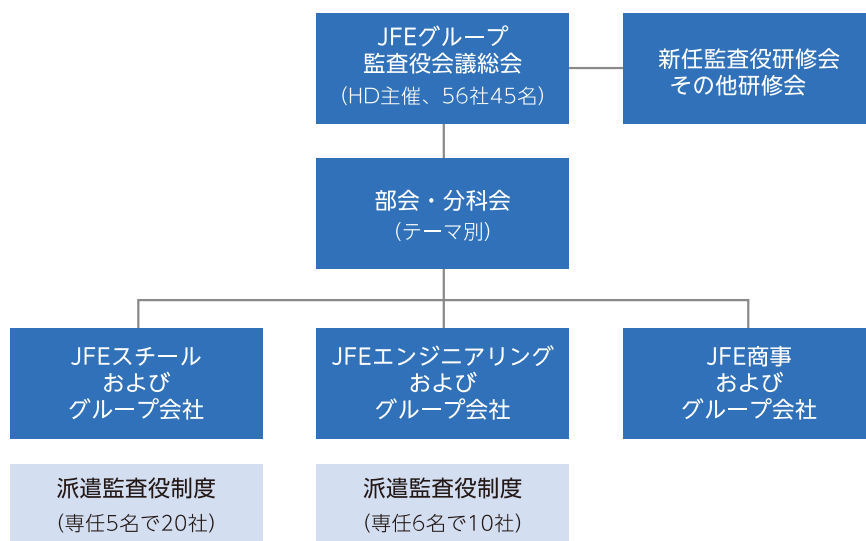 JFEグループ
監査役会議総会
(HD主催、56社45名)
新任監査役研修会
その他研修会
部会・分科会
(テーマ別)
JFEスチール
および
グループ会社
JFEエンジニアリング
および
グループ会社
JFE商事
および
グループ会社
派遣監査役制度
(専任5名で20社)
派遣監査役制度
(専任6名で10社)